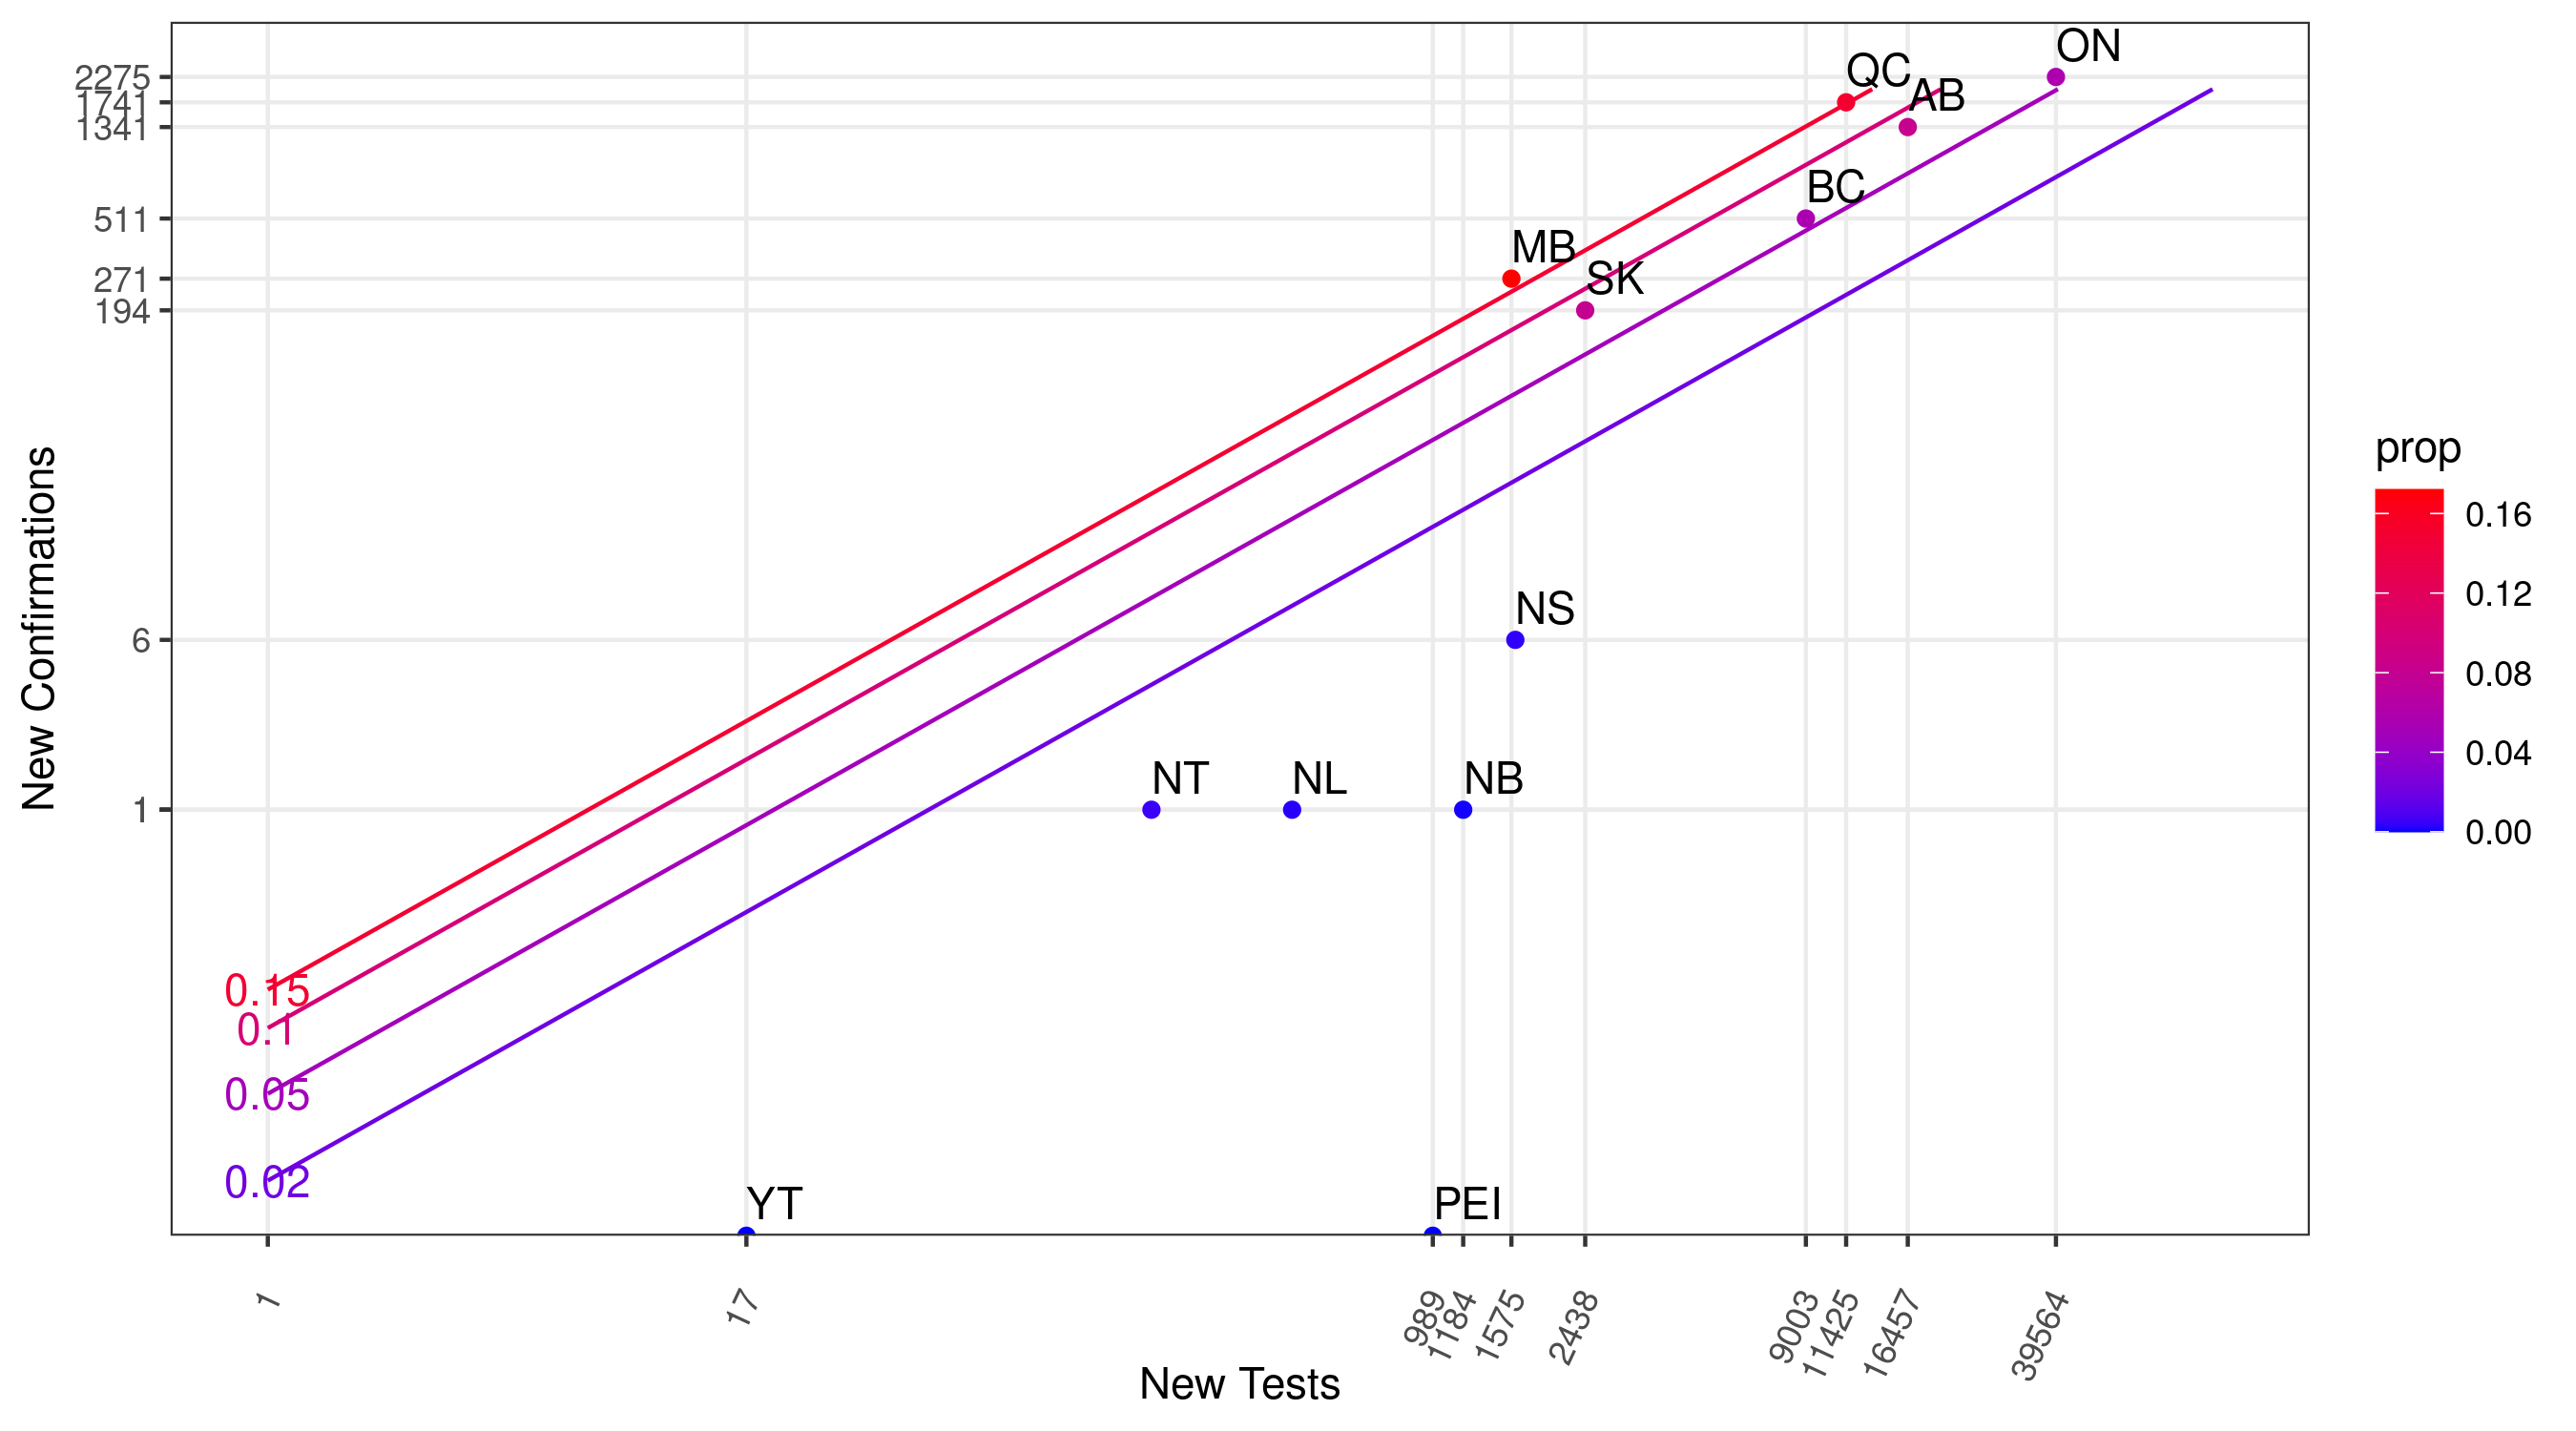 ON
QC
AB
BC
MB
SK
NS
NT
NL
NB
YT
PEI
0.15
0.1
0.05
0.02
2275
1741
1341
511
271
194
6
1
New Confirmations
1
17
989
1184
1575
2438
9003
11425
16457
39564
New Tests
prop
0.16
0.12
0.08
0.04
0.00